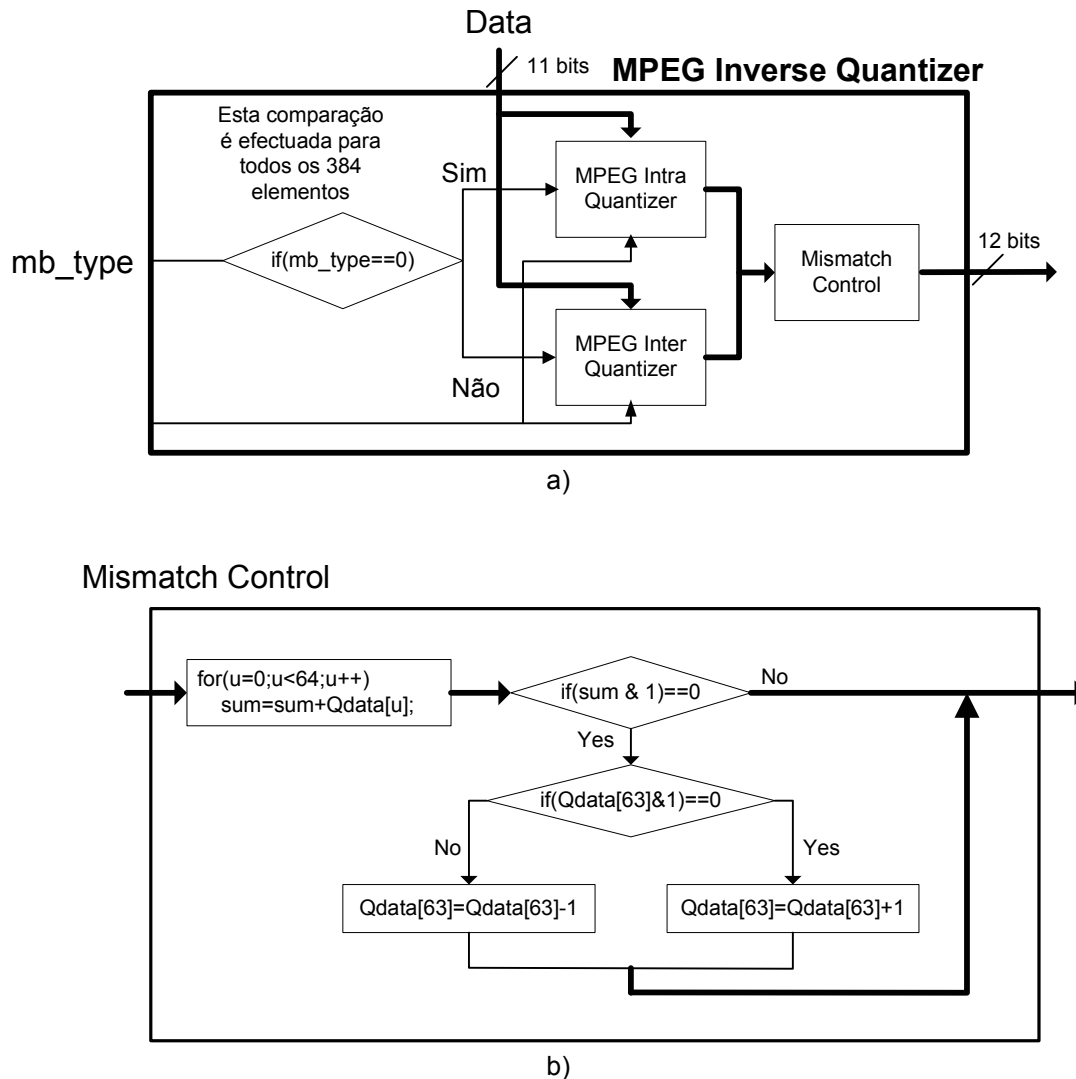 Data
11 bits
MPEG Inverse Quantizer
Esta comparação
é efectuada para
todos os 384
elementos
Sim
MPEG Intra
Quantizer
mb_type
if(mb_type==0)
12 bits
Mismatch
Control
MPEG Inter
Quantizer
Não
a)
Mismatch Control
for(u=0;u<64;u++)
sum=sum+Qdata[u];
if(sum & 1)==0
No
Yes
if(Qdata[63]&1)==0
No
Yes
Qdata[63]=Qdata[63]-1
Qdata[63]=Qdata[63]+1
b)